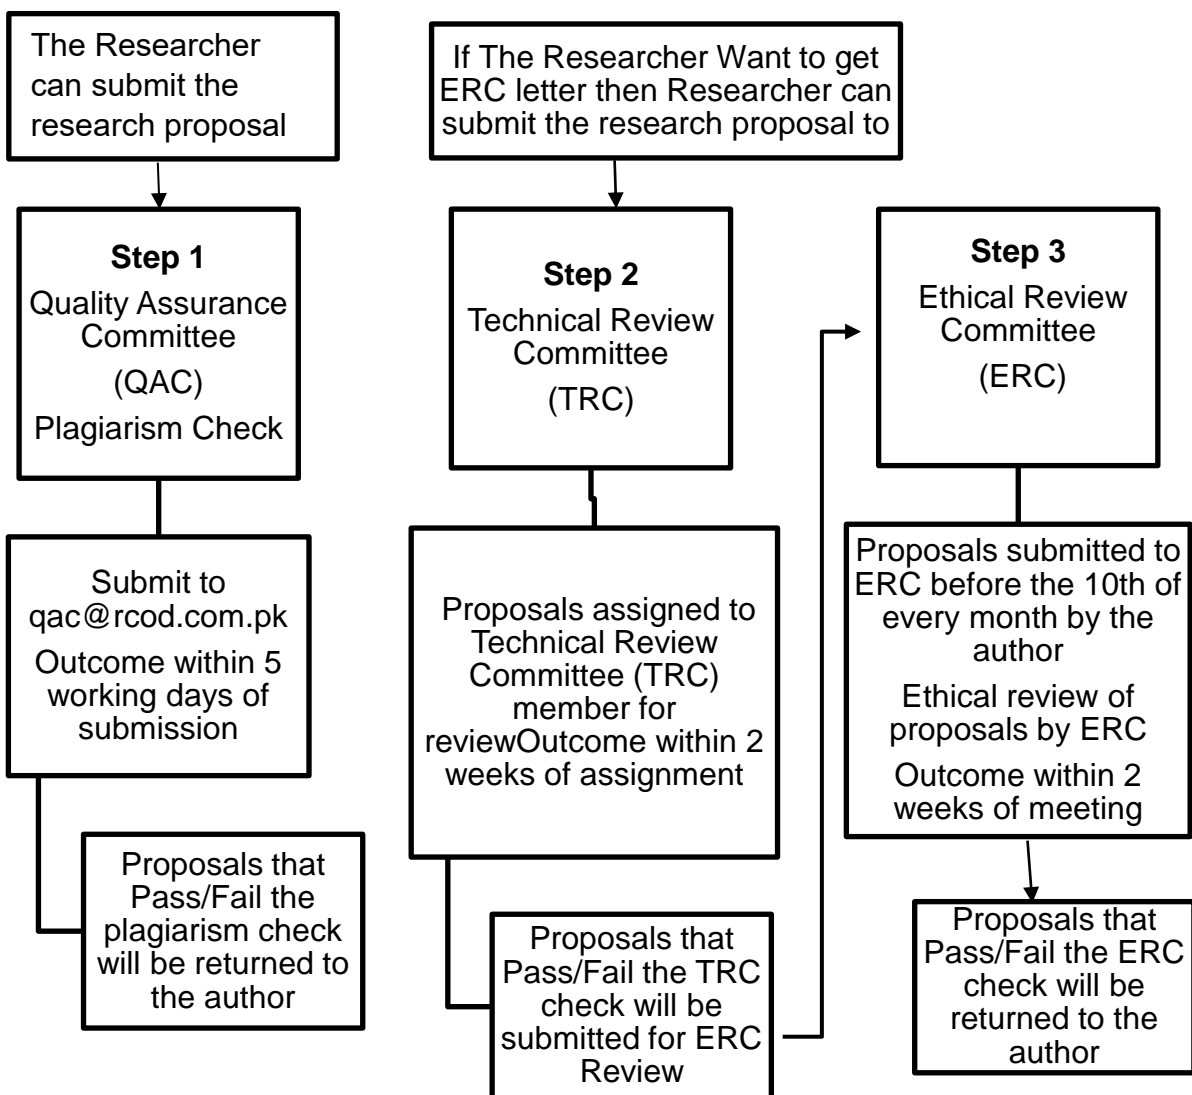 The Researcher
can submit the
research proposal
Step 1
Quality Assurance
Committee
(QAC)
Plagiarism Check
Submit to
qac@rcod.com.pk
Outcome within 5
working days of
submission
Proposals that
Pass/Fail the
plagiarism check
will be returned to
the author
If The Researcher Want to get
ERC letter then Researcher can
submit the research proposal to
Step 2
Technical Review
Committee
(TRC)
Proposals assigned to
Technical Review
Committee (TRC)
member for
reviewOutcome within 2
weeks of assignment
Proposals that
Pass/Fail the TRC
check will be
submitted for ERC
Review
Step 3
Ethical Review
Committee
(ERC)
Proposals submitted to
ERC before the 10th of
every month by the
author
Ethical review of
proposals by ERC
Outcome within 2
weeks of meeting
Proposals that
Pass/Fail the ERC
check will be
returned to the
author